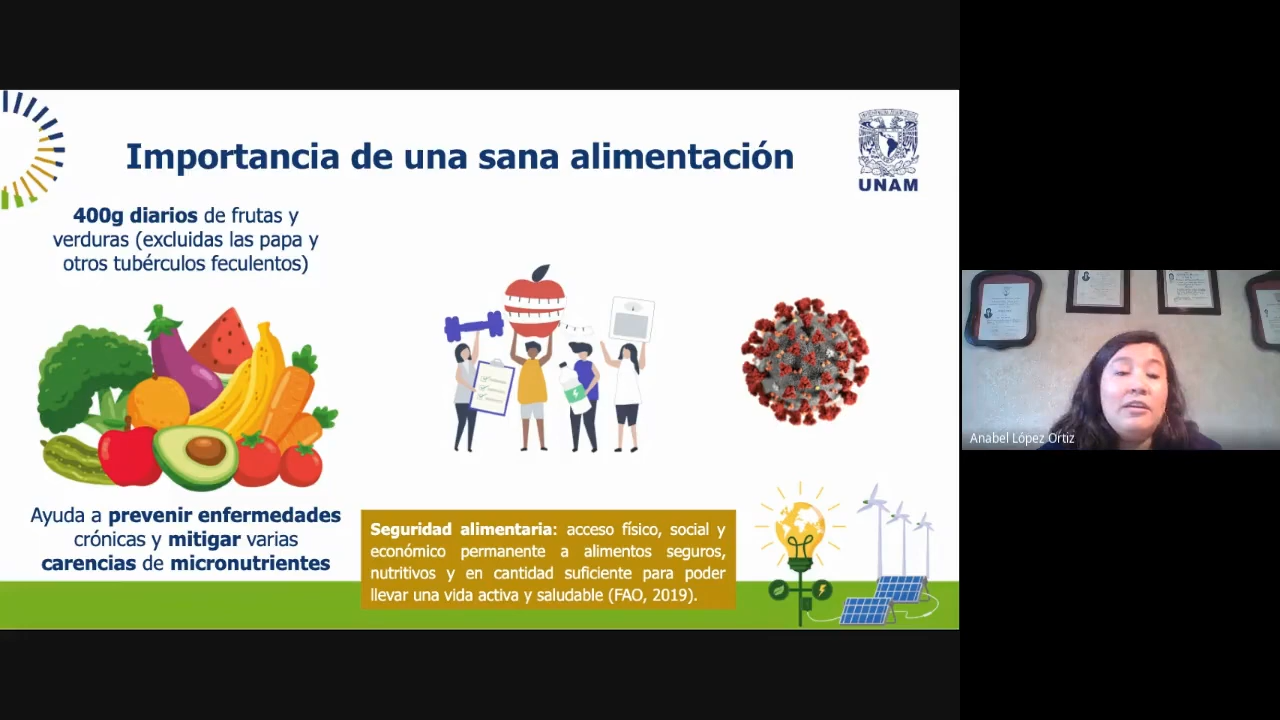 Importancia de una sana alimentación
UNAM
400g diarios de frutas y
verduras (excluidas las papa y
otros tubérculos feculentos)
Ayuda a prevenir enfermedades
crónicas y mitigar varias
carencias de micronutrientes
Seguridad alimentaria: acceso físico, social y
económico permanente a alimentos seguros,
nutritivos y en cantidad suficiente para poder
llevar una vida activa y saludable (FAO, 2019).
Anabel López Ortiz